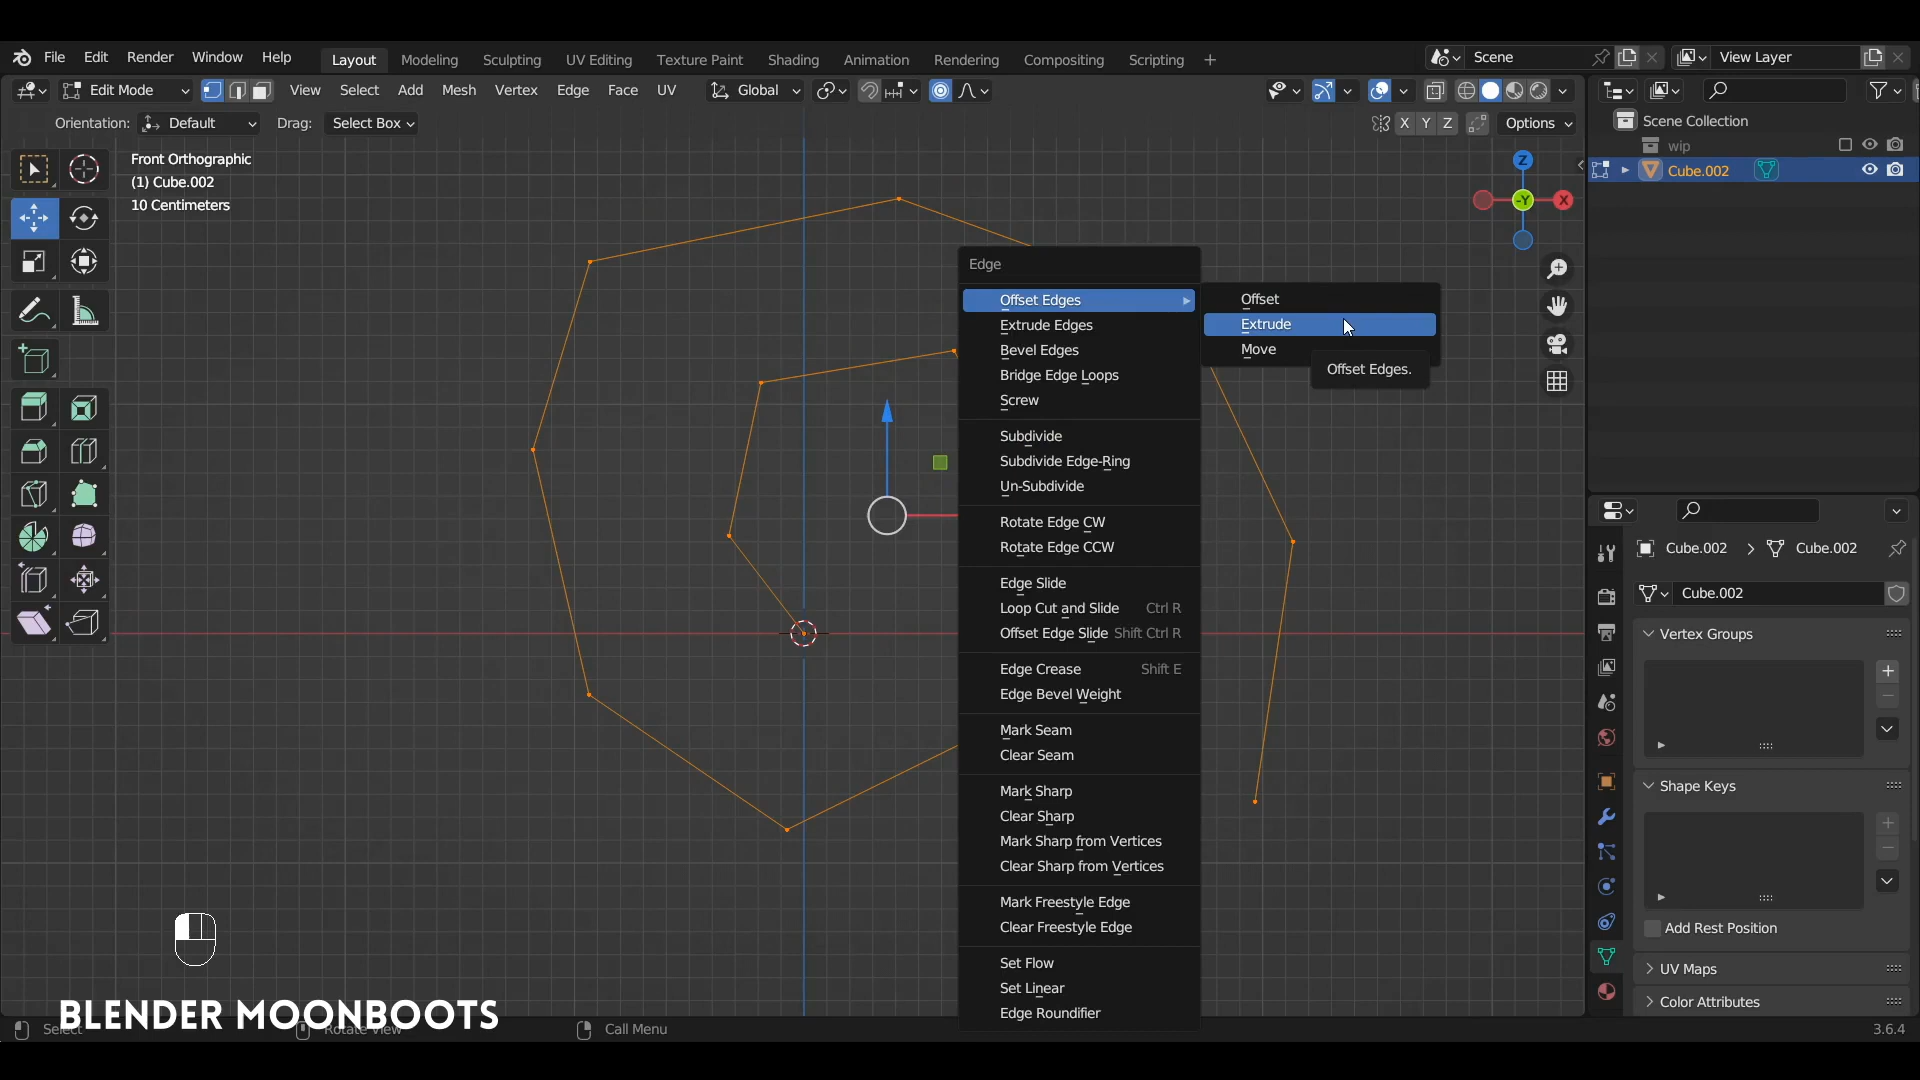 File Edit Render Window Help Layout Modeling Sculpting UV Editing Texture Paint Shading Animation Rendering Compositing Scripting + Scene View Layer
Edit Mode View Select Add Mesh Vertex Edge Face UV Global
Orientation: Default Drag: Select Box X Y Z Options
Scene Collection
wip
Cube.002
Front Orthographic
(1) Cube.002
10 Centimeters
Z
-Y
X
Edge
Offset Edges
Extrude Edges
Bevel Edges
Bridge Edge Loops
Screw
Subdivide
Subdivide Edge-Ring
Un-Subdivide
Rotate Edge CW
Rotate Edge CCW
Edge Slide
Loop Cut and Slide Ctrl R
Offset Edge Slide Shift Ctrl R
Edge Crease Shift E
Edge Bevel Weight
Mark Seam
Clear Seam
Mark Sharp
Clear Sharp
Mark Sharp from Vertices
Clear Sharp from Vertices
Mark Freestyle Edge
Clear Freestyle Edge
Set Flow
Set Linear
Edge Roundifier
Offset
Extrude
Move
Offset Edges.
Cube.002 > Cube.002
Cube.002
Vertex Groups
Shape Keys
Add Rest Position
UV Maps
Color Attributes
BLENDER MOONBOOTS
Select Rotate View Call Menu 3.6.4